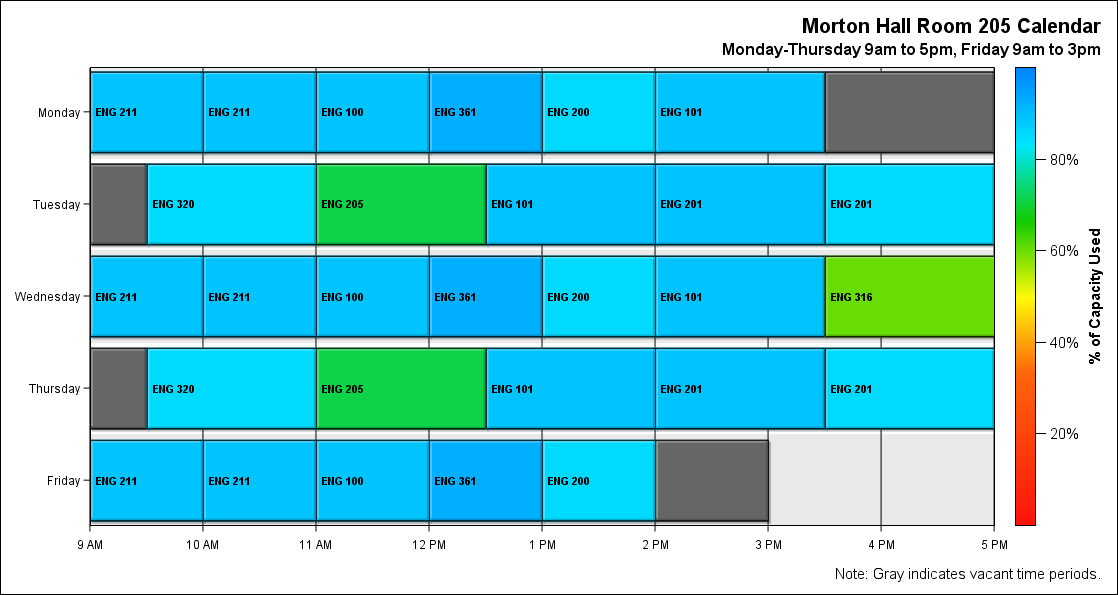 Morton Hall Room 205 Calendar
Monday-Thursday 9am to 5pm, Friday 9am to 3pm
Monday ENG 211 ENG 211 ENG 100 ENG 361 ENG 200 ENG 101
Tuesday ENG 320 ENG 205 ENG 101 ENG 201 ENG 201
Wednesday ENG 211 ENG 211 ENG 100 ENG 361 ENG 200 ENG 101 ENG 316
Thursday ENG 320 ENG 205 ENG 101 ENG 201 ENG 201
Friday ENG 211 ENG 211 ENG 100 ENG 361 ENG 200
9 AM 10 AM 11 AM 12 PM 1 PM 2 PM 3 PM 4 PM 5 PM
80%
60%
40%
20%
% of Capacity Used
Note: Gray indicates vacant time periods.